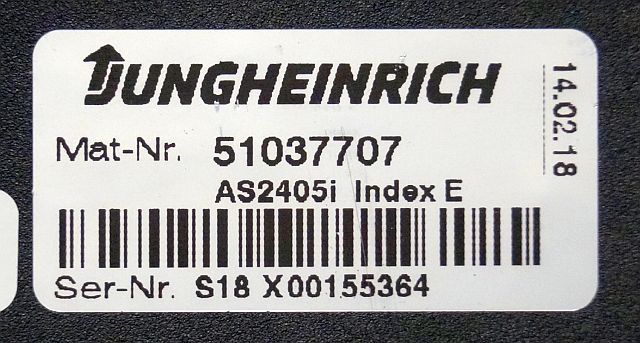 JUNGHEINRICH
Mat-Nr. 51037707
AS2405i Index E
Ser-Nr. S18 X00155364
14.02.18